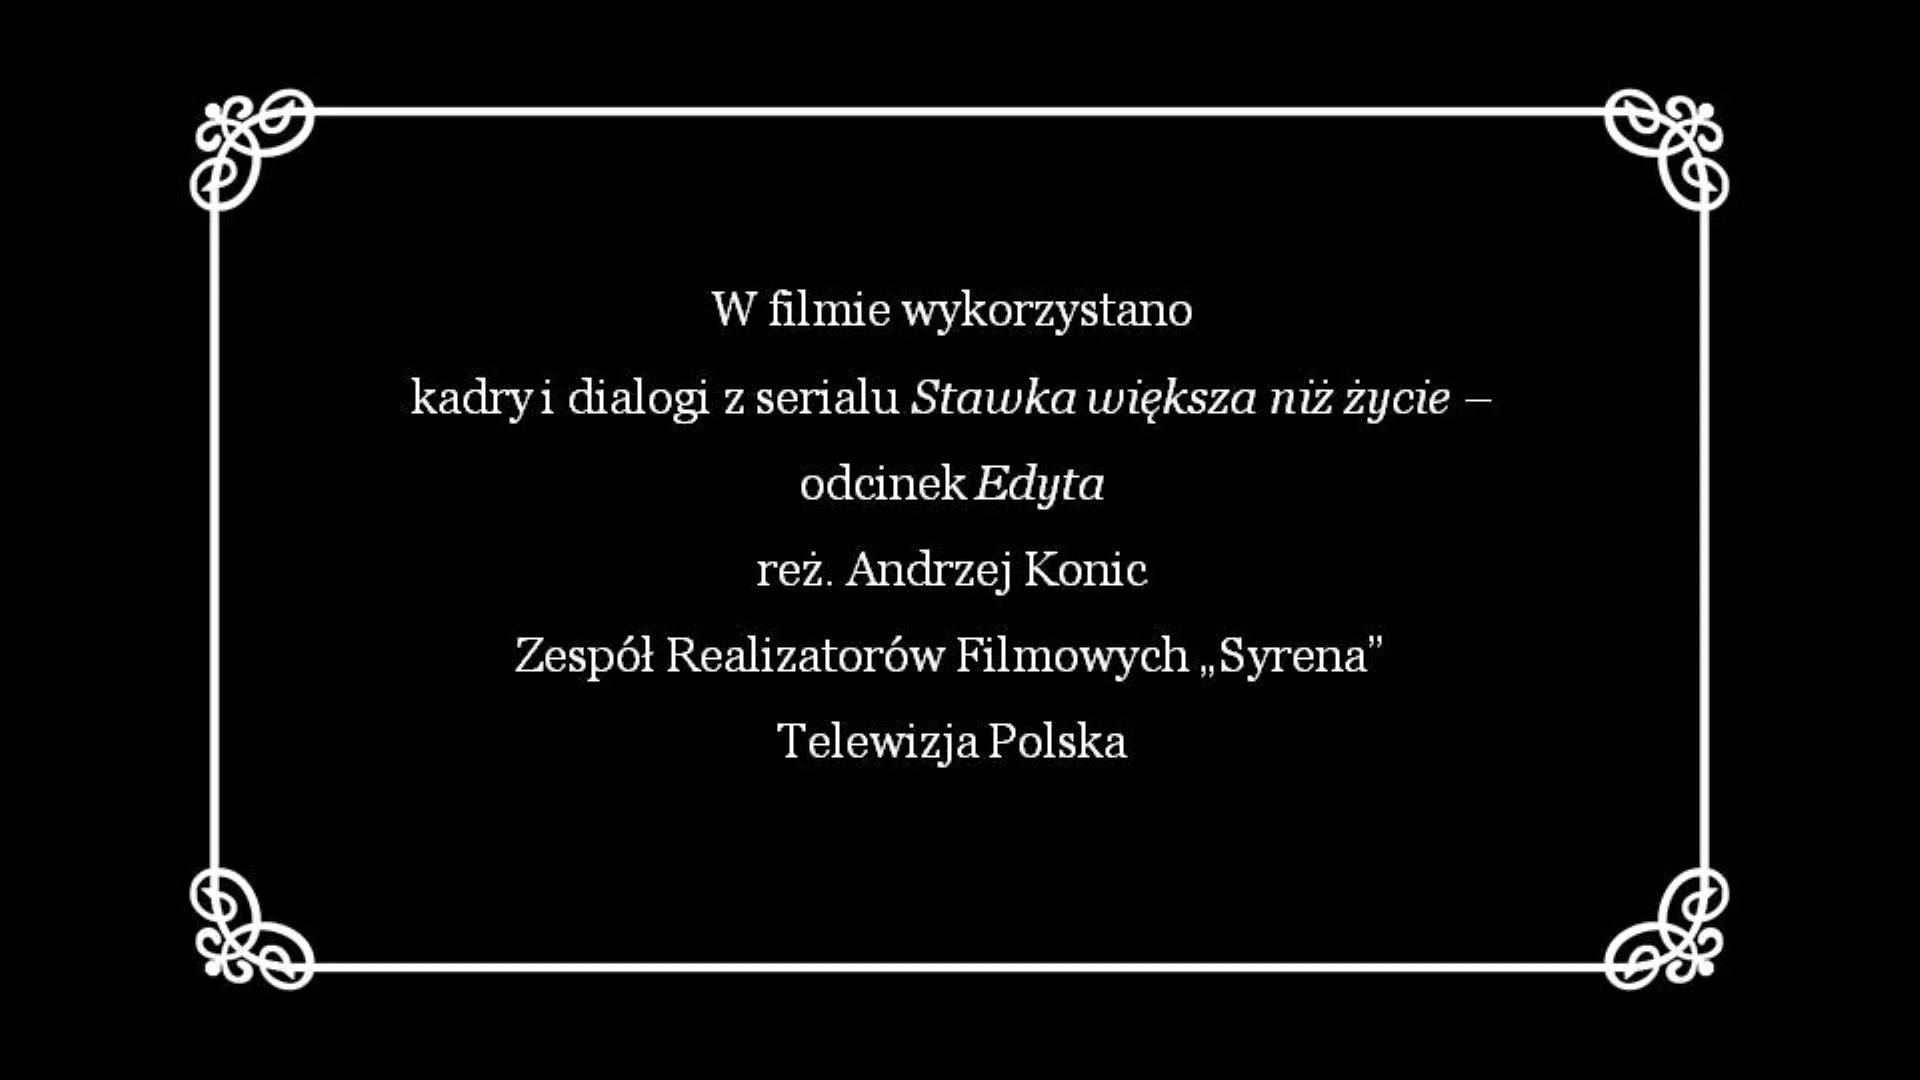 W filmie wykorzystano
kadry i dialogi z serialu Stawka większa niż życie –
odcinek Edyta
reż. Andrzej Konic
Zespół Realizatorów Filmowych „Syrena”
Telewizja Polska